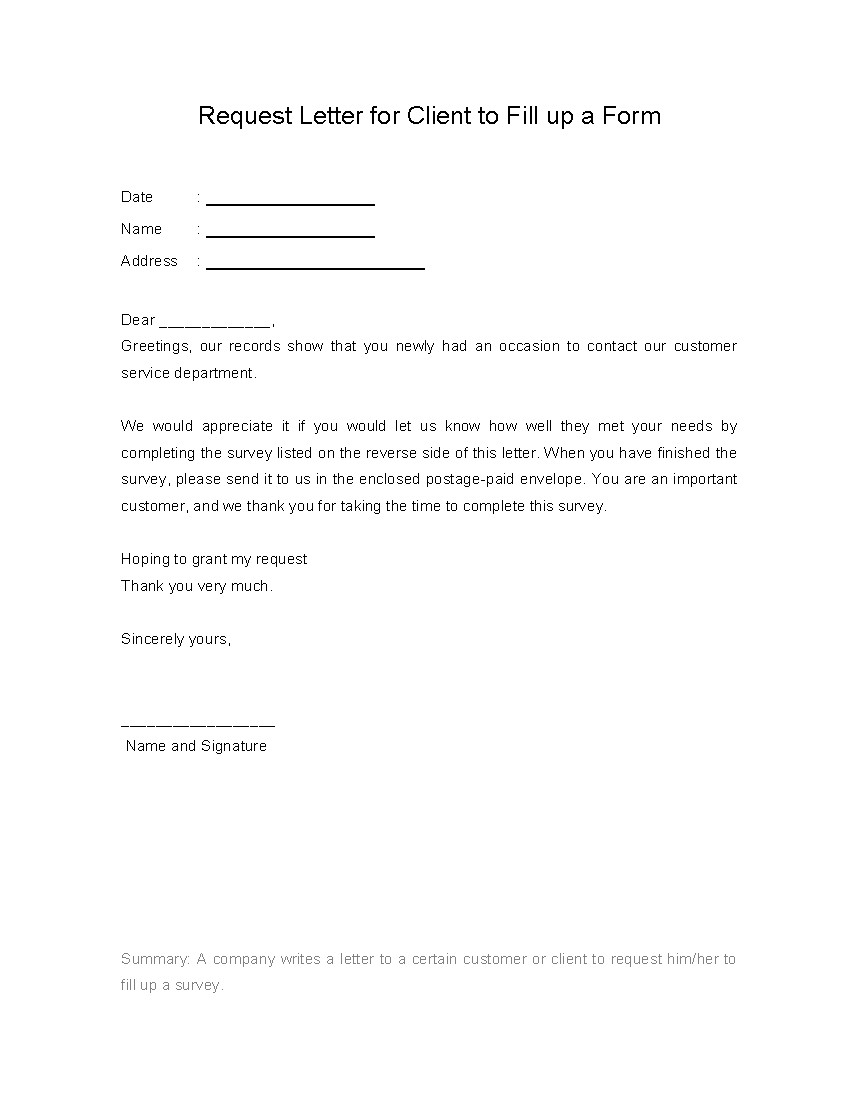 Request Letter for Client to Fill up a Form
Date : ____________________
Name : ____________________
Address : __________________________
Dear _____________,
Greetings, our records show that you newly had an occasion to contact our customer
service department.
We would appreciate it if you would let us know how well they met your needs by
completing the survey listed on the reverse side of this letter. When you have finished the
survey, please send it to us in the enclosed postage-paid envelope. You are an important
customer, and we thank you for taking the time to complete this survey.
Hoping to grant my request
Thank you very much.
Sincerely yours,
__________________
Name and Signature
Summary: A company writes a letter to a certain customer or client to request him/her to
fill up a survey.